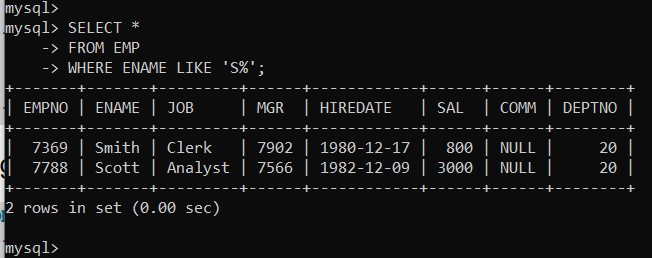 mysql>
mysql> SELECT *
    -> FROM EMP
    -> WHERE ENAME LIKE 'S%';
+-------+-------+---------+------+------------+------+------+--------+
| EMPNO | ENAME | JOB     | MGR  | HIREDATE   | SAL  | COMM | DEPTNO |
+-------+-------+---------+------+------------+------+------+--------+
|  7369 | Smith | Clerk   | 7902 | 1980-12-17 |  800 | NULL |     20 |
|  7788 | Scott | Analyst | 7566 | 1982-12-09 | 3000 | NULL |     20 |
+-------+-------+---------+------+------------+------+------+--------+
2 rows in set (0.00 sec)

mysql>